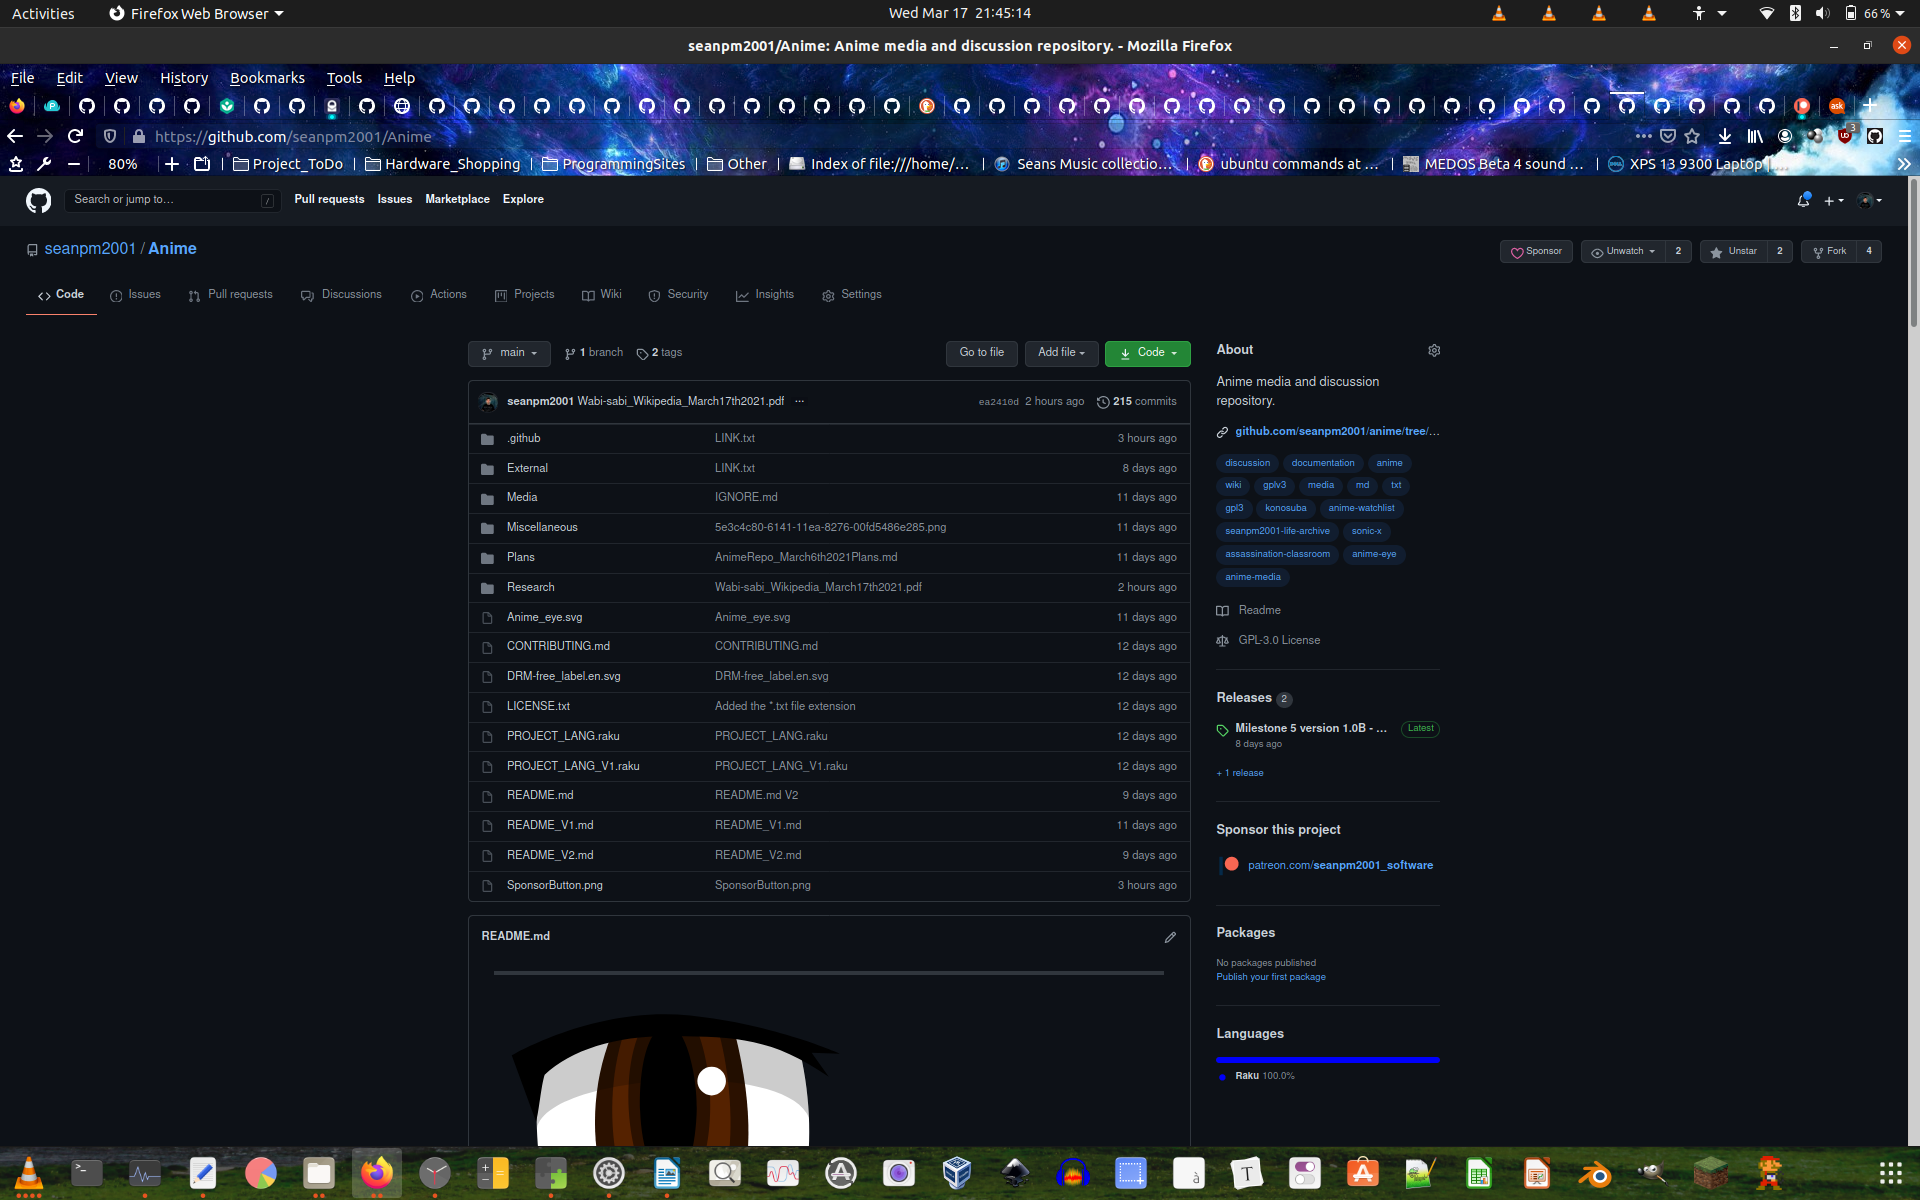 Activities
Firefox Web Browser
Wed Mar 17 21:45:14
66 %
seanpm2001/Anime: Anime media and discussion repository. - Mozilla Firefox
File Edit View History Bookmarks Tools Help
https://github.com/seanpm2001/Anime
3
80%
Project_ToDo
Hardware_Shopping
ProgrammingSites
Other
Index of file:///home/…
Seans Music collectio…
ubuntu commands at …
MEDOS Beta 4 sound …
XPS 13 9300 Laptop
Search or jump to…
/
Pull requests Issues Marketplace Explore
seanpm2001 / Anime
Sponsor
Unwatch 2
Unstar 2
Fork 4
Code
Issues
Pull requests
Discussions
Actions
Projects
Wiki
Security
Insights
Settings
main
1 branch
2 tags
Go to file
Add file
Code
seanpm2001 Wabi-sabi_Wikipedia_March17th2021.pdf ...
ea2410d 2 hours ago
215 commits
.github LINK.txt 3 hours ago
External LINK.txt 8 days ago
Media IGNORE.md 11 days ago
Miscellaneous 5e3c4c80-6141-11ea-8276-00fd5486e285.png 11 days ago
Plans AnimeRepo_March6th2021Plans.md 11 days ago
Research Wabi-sabi_Wikipedia_March17th2021.pdf 2 hours ago
Anime_eye.svg Anime_eye.svg 11 days ago
CONTRIBUTING.md CONTRIBUTING.md 12 days ago
DRM-free_label.en.svg DRM-free_label.en.svg 12 days ago
LICENSE.txt Added the *.txt file extension 12 days ago
PROJECT_LANG.raku PROJECT_LANG.raku 12 days ago
PROJECT_LANG_V1.raku PROJECT_LANG.raku 12 days ago
README.md README.md V2 9 days ago
README_V1.md README_V1.md 11 days ago
README_V2.md README_V2.md 9 days ago
SponsorButton.png SponsorButton.png 3 hours ago
README.md
About
Anime media and discussion
repository.
github.com/seanpm2001/anime/tree/…
discussion documentation anime
wiki gplv3 media md txt
gpl3 konosuba anime-watchlist
seanpm2001-life-archive sonic-x
assassination-classroom anime-eye
anime-media
Readme
GPL-3.0 License
Releases 2
Milestone 5 version 1.0B - … Latest
8 days ago
+ 1 release
Sponsor this project
patreon.com/seanpm2001_software
Packages
No packages published
Publish your first package
Languages
Raku 100.0%